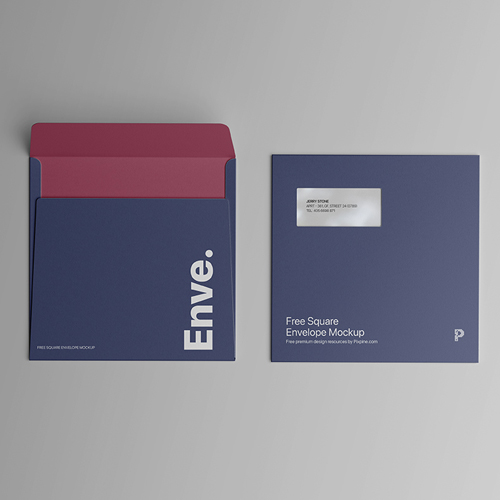 Enve.
FREE SQUARE ENVELOPE MOCKUP
JERRY STONE
Free Square
Envelope Mockup
Free premium design resources by Pixpine.com
P